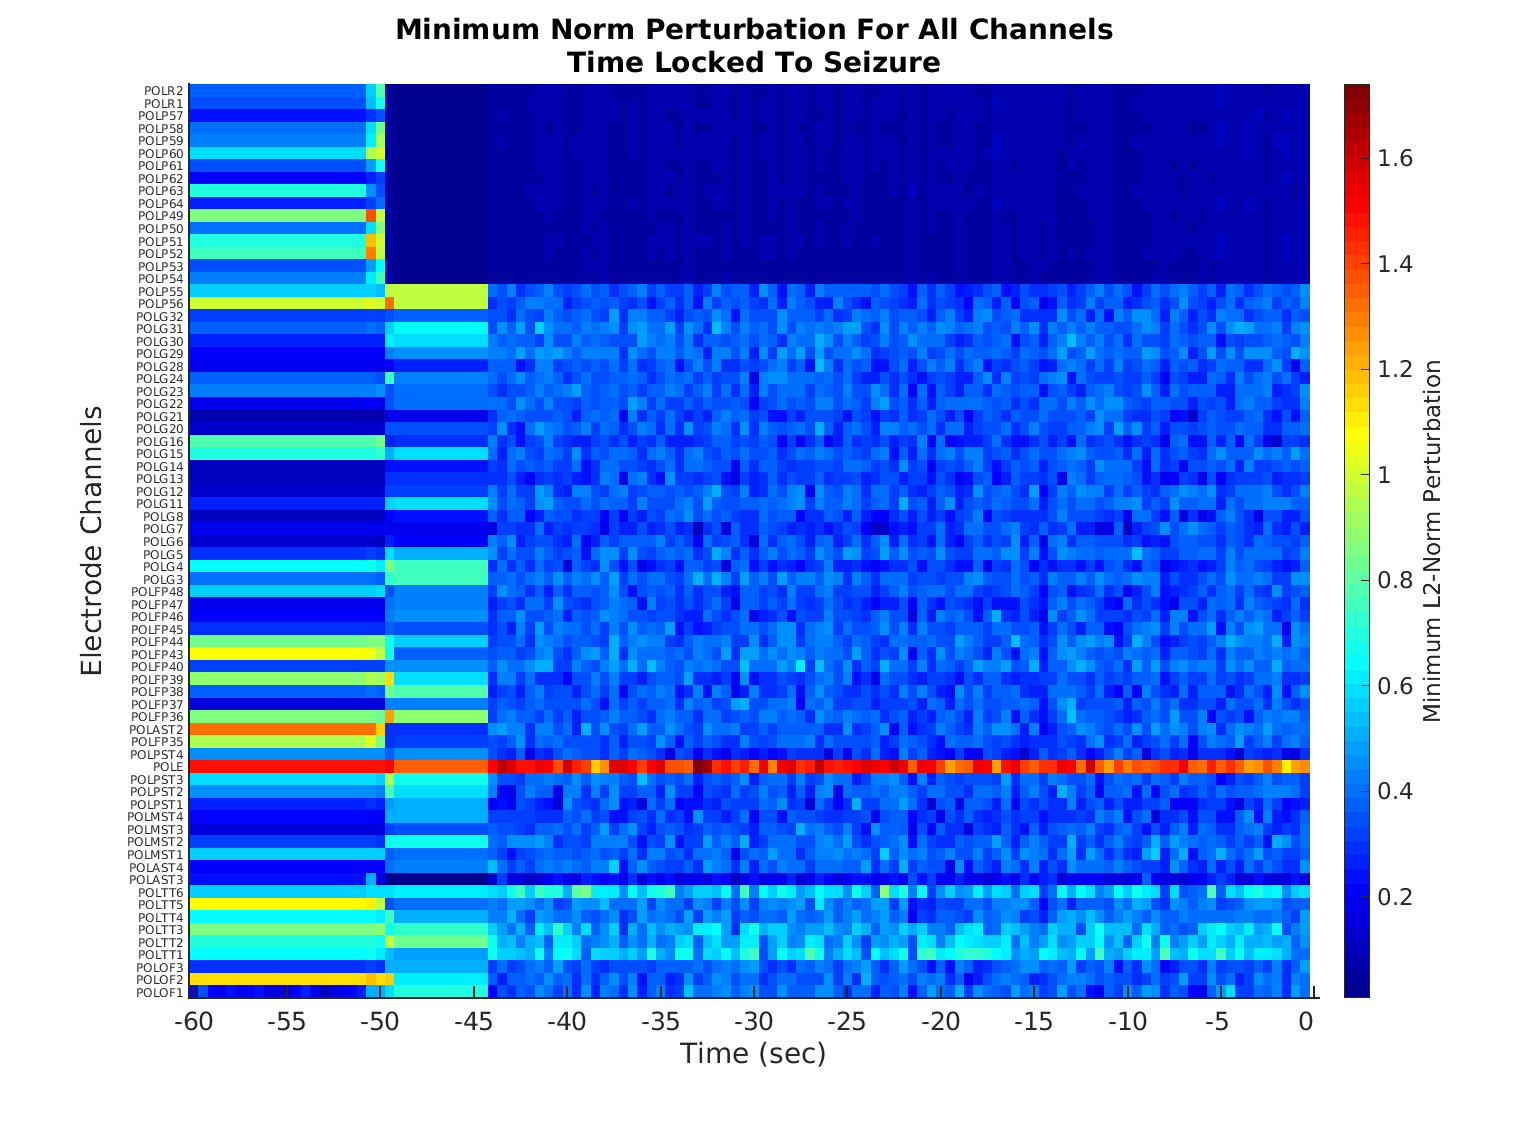 Minimum Norm Perturbation For All Channels
Time Locked To Seizure
Electrode Channels
POLR2
POLR1
POLP57
POLP58
POLP59
POLP60
POLP61
POLP62
POLP63
POLP64
POLP49
POLP50
POLP51
POLP52
POLP53
POLP54
POLP55
POLP56
POLG32
POLG31
POLG30
POLG29
POLG28
POLG24
POLG23
POLG22
POLG21
POLG20
POLG16
POLG15
POLG14
POLG13
POLG12
POLG11
POLG8
POLG7
POLG6
POLG5
POLG4
POLG3
POLFP48
POLFP47
POLFP46
POLFP45
POLFP44
POLFP43
POLFP40
POLFP39
POLFP38
POLFP37
POLFP36
POLAST2
POLFP35
POLPST4
POLE
POLPST3
POLPST2
POLPST1
POLMST4
POLMST3
POLMST2
POLMST1
POLAST4
POLAST3
POLTT6
POLTT5
POLTT4
POLTT3
POLTT2
POLTT1
POLOF3
POLOF2
POLOF1
-60 -55 -50 -45 -40 -35 -30 -25 -20 -15 -10 -5 0
Time (sec)
1.6
1.4
1.2
1
0.8
0.6
0.4
0.2
Minimum L2-Norm Perturbation